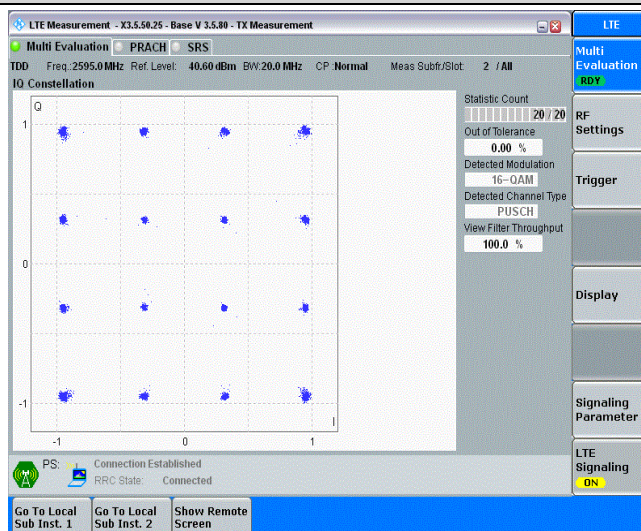 LTE Measurement - X3.5.50.25 - Base V 3.5.80 - TX Measurement
LTE
Multi Evaluation PRACH SRS
TDD Freq.:2595.0 MHz Ref. Level: 40.60 dBm BW:20.0 MHz CP :Normal Meas Subfr./Slot: 2 / All
IQ Constellation
Q
1
0
-1
-1 0 1
I
Statistic Count
20 / 20
Out of Tolerance
0.00 %
Detected Modulation
16-QAM
Detected Channel Type
PUSCH
View Filter Throughput
100.0 %
Multi
Evaluation
RDY
RF
Settings
Trigger
Display
Signaling
Parameter
LTE
Signaling
ON
PS: Connection Established
RRC State: Connected
Go To Local
Sub Inst. 1
Go To Local
Sub Inst. 2
Show Remote
Screen